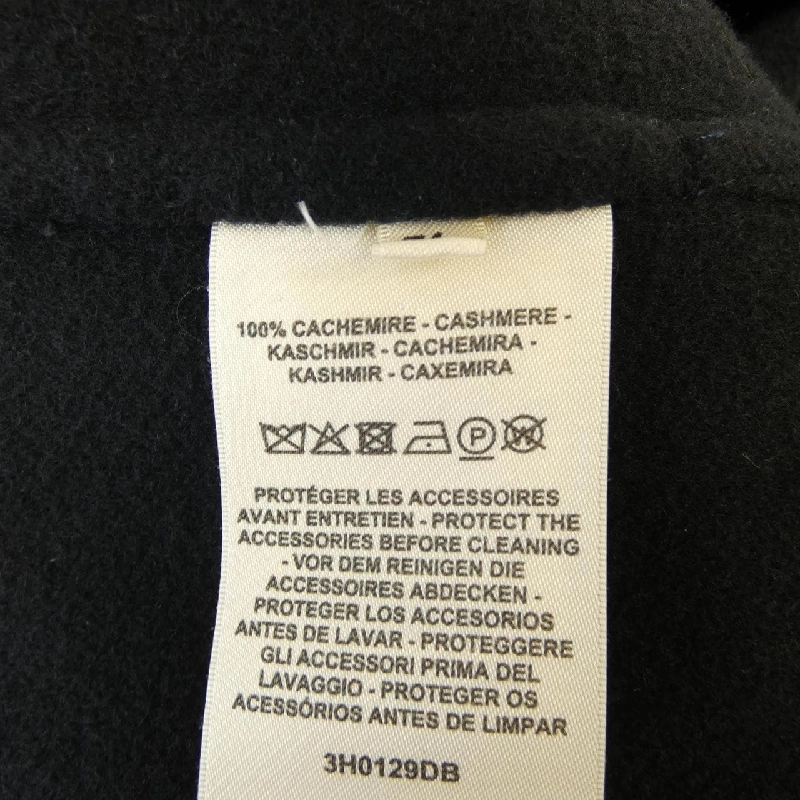 100% CACHEMIRE - CASHMERE -
KASCHMIR - CACHEMIRA -
KASHMIR - CAXEMIRA
P W
PROTÉGER LES ACCESSOIRES
AVANT ENTRETIEN - PROTECT THE
ACCESSORIES BEFORE CLEANING
- VOR DEM REINIGEN DIE
ACCESSOIRES ABDECKEN -
PROTEGER LOS ACCESORIOS
ANTES DE LAVAR - PROTEGGERE
GLI ACCESSORI PRIMA DEL
LAVAGGIO - PROTEGER OS
ACESSÓRIOS ANTES DE LIMPAR
3H0129DB